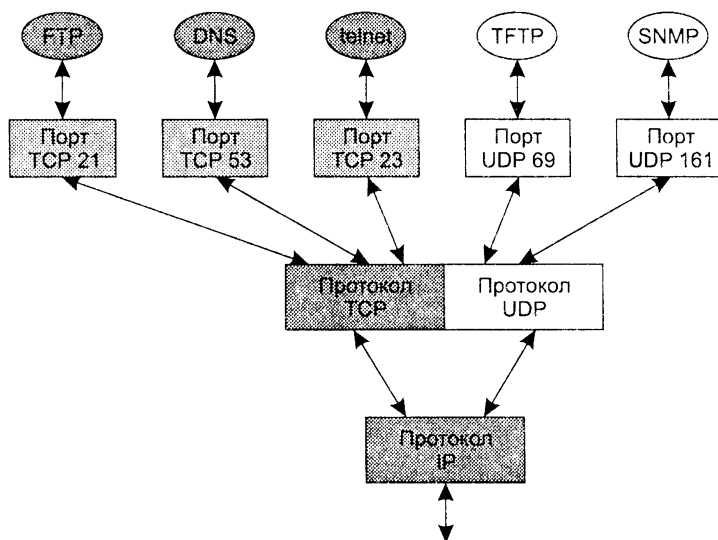 FTP
DNS
telnet
TFTP
SNMP
Порт
TCP 21
Порт
TCP 53
Порт
TCP 23
Порт
UDP 69
Порт
UDP 161
Протокол
TCP
Протокол
UDP
Протокол
IP